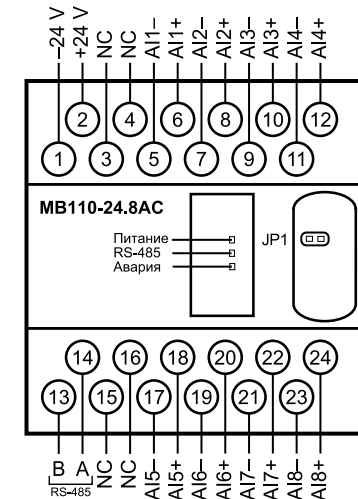 –24 V
+24 V
NC
NC
AI1–
AI1+
AI2–
AI2+
AI3–
AI3+
AI4–
AI4+
2
4
6
8
10
12
1
3
5
7
9
11
МВ110-24.8АС
Питание
RS-485
Авария
JP1
14
16
18
20
22
24
13
15
17
19
21
23
B
A
RS-485
NC
NC
AI5–
AI5+
AI6–
AI6+
AI7–
AI7+
AI8–
AI8+